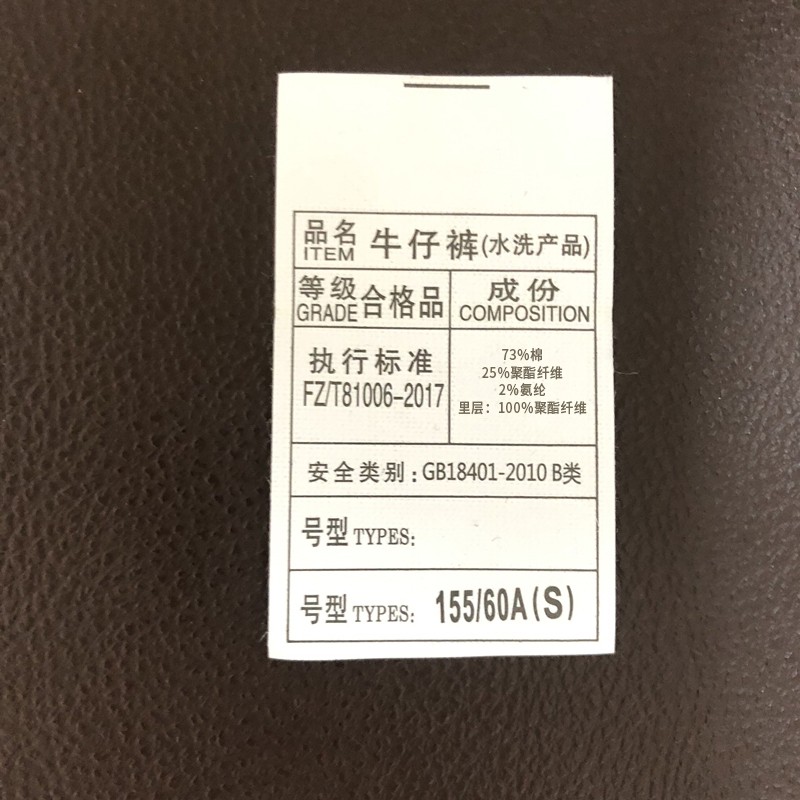 品名 牛仔裤(水洗产品)
ITEM
等级 合格品
GRADE
成份
COMPOSITION
执行标准
FZ/T81006-2017
73%棉
25%聚酯纤维
2%氨纶
里层：100%聚酯纤维
安全类别：GB18401-2010 B类
号型 TYPES:
号型 TYPES: 155/60A(S)